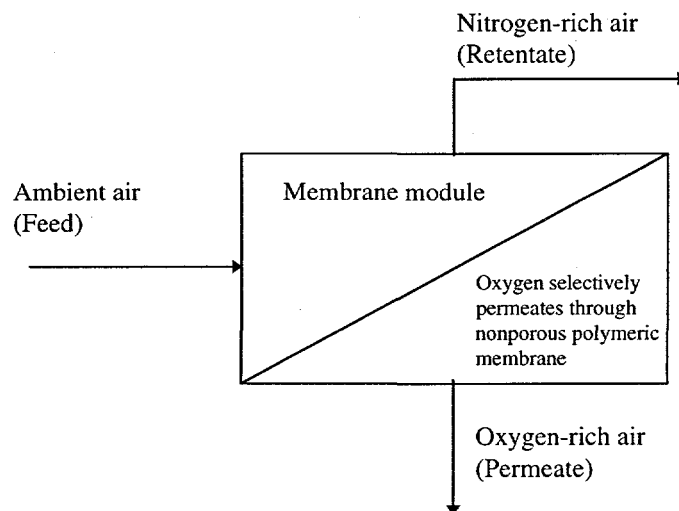 Nitrogen-rich air
(Retentate)
Ambient air
(Feed)
Membrane module
Oxygen selectively
permeates through
nonporous polymeric
membrane
Oxygen-rich air
(Permeate)